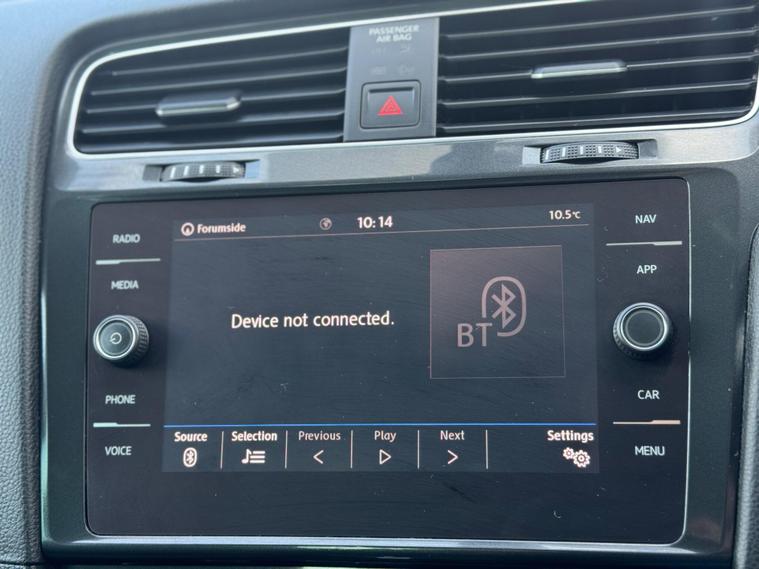 PASSENGER
AIR BAG
RADIO
MEDIA
PHONE
VOICE
Forumside
10:14
10.5°C
Device not connected.
BT
Source
Selection
Previous
Play
Next
Settings
NAV
APP
CAR
MENU